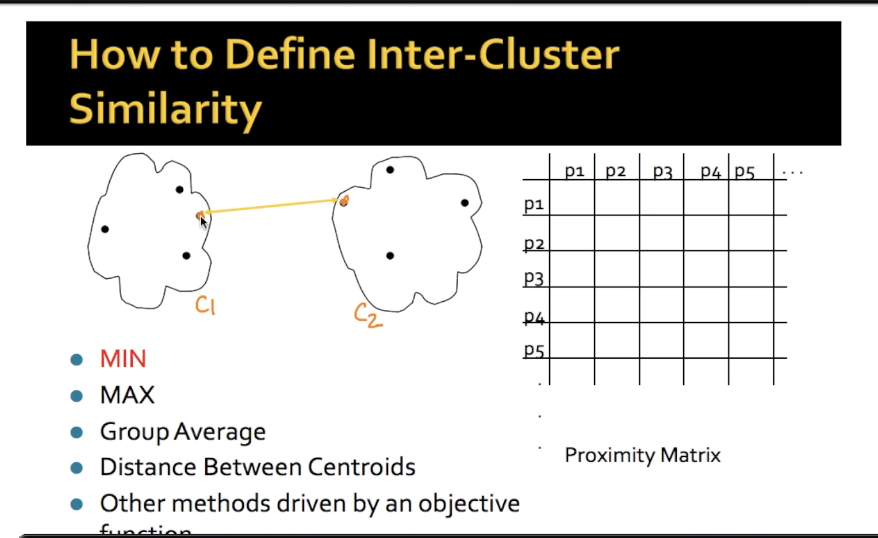 How to Define Inter-Cluster
Similarity
p1 p2 p3 p4 p5 ...
p1
p2
p3
p4
p5
.
.
.
C1
C2
MIN
MAX
Group Average
Distance Between Centroids
Other methods driven by an objective
function
Proximity Matrix